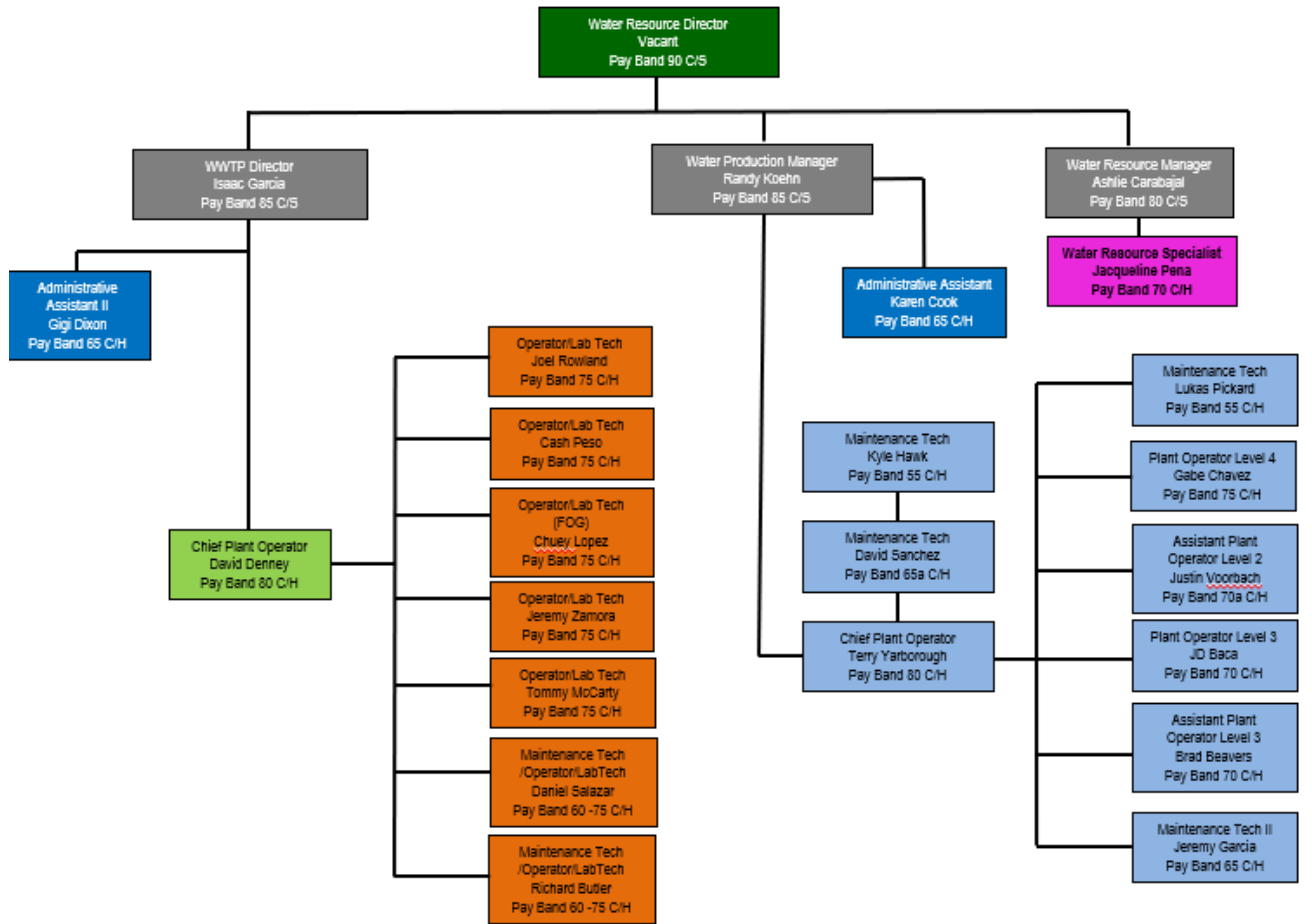 Water Resource Director
Vacant
Pay Band 90 C/S
WWTP Director
Isaac Garcia
Pay Band 85 C/S
Water Production Manager
Randy Koehn
Pay Band 85 C/S
Water Resource Manager
Ashlie Carabajal
Pay Band 80 C/S
Administrative
Assistant II
Gigi Dixon
Pay Band 65 C/H
Administrative Assistant
Karen Cook
Pay Band 65 C/H
Water Resource Specialist
Jacqueline Pena
Pay Band 70 C/H
Chief Plant Operator
David Denney
Pay Band 80 C/H
Operator/Lab Tech
Joel Rowland
Pay Band 75 C/H
Operator/Lab Tech
Cash Peso
Pay Band 75 C/H
Operator/Lab Tech
(FOG)
Chuey Lopez
Pay Band 75 C/H
Operator/Lab Tech
Jeremy Zamora
Pay Band 75 C/H
Operator/Lab Tech
Tommy McCarty
Pay Band 75 C/H
Maintenance Tech
/Operator/LabTech
Daniel Salazar
Pay Band 60 -75 C/H
Maintenance Tech
/Operator/LabTech
Richard Butler
Pay Band 60 -75 C/H
Maintenance Tech
Kyle Hawk
Pay Band 55 C/H
Maintenance Tech
David Sanchez
Pay Band 65a C/H
Chief Plant Operator
Terry Yarborough
Pay Band 80 C/H
Maintenance Tech
Lukas Pickard
Pay Band 55 C/H
Plant Operator Level 4
Gabe Chavez
Pay Band 75 C/H
Assistant Plant
Operator Level 2
Justin Voorbach
Pay Band 70a C/H
Plant Operator Level 3
JD Baca
Pay Band 70 C/H
Assistant Plant
Operator Level 3
Brad Beavers
Pay Band 70 C/H
Maintenance Tech II
Jeremy Garcia
Pay Band 65 C/H